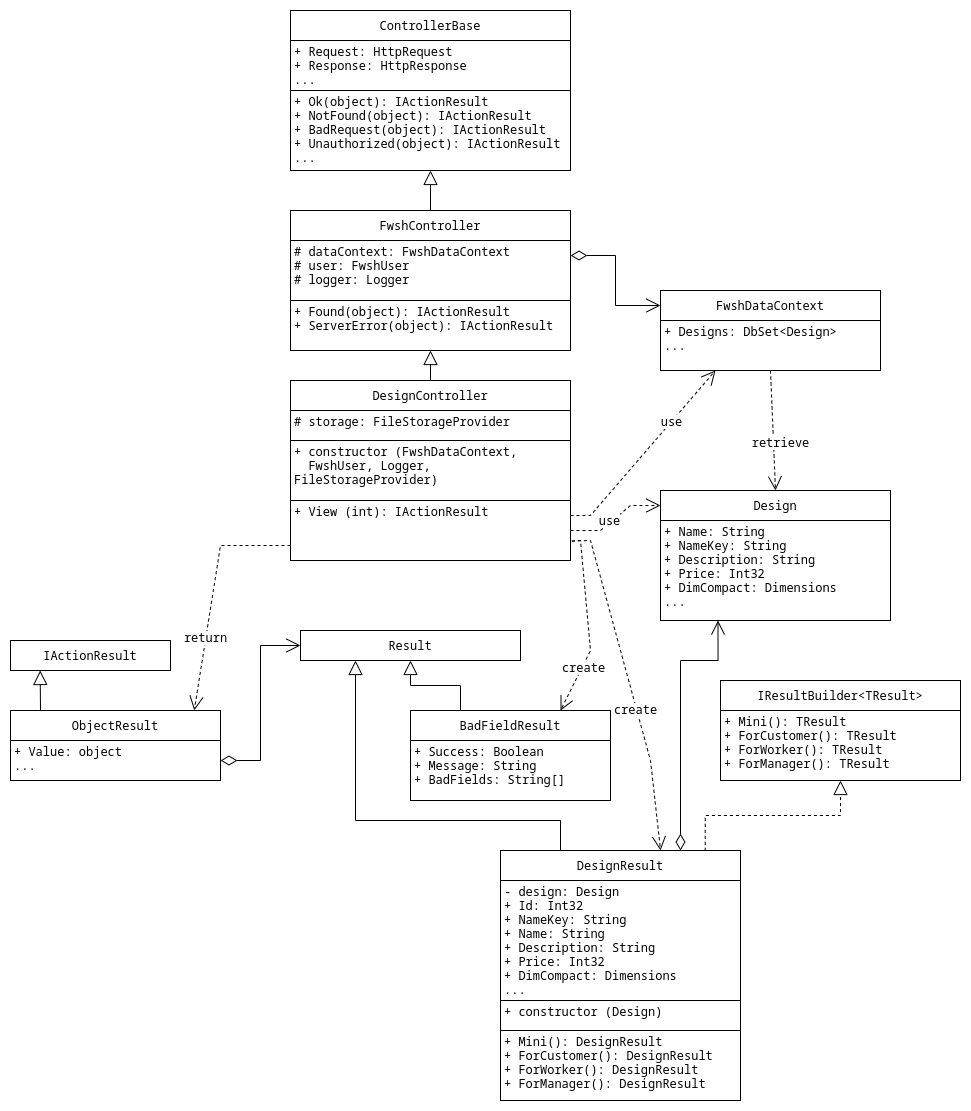 ControllerBase
+ Request: HttpRequest
+ Response: HttpResponse
...
+ Ok(object): IActionResult
+ NotFound(object): IActionResult
+ BadRequest(object): IActionResult
+ Unauthorized(object): IActionResult
...
FwshController
# dataContext: FwshDataContext
# user: FwshUser
# logger: Logger
+ Found(object): IActionResult
+ ServerError(object): IActionResult
FwshDataContext
+ Designs: DbSet<Design>
...
DesignController
# storage: FileStorageProvider
+ constructor (FwshDataContext,
FwshUser, Logger,
FileStorageProvider)
+ View (int): IActionResult
use
retrieve
use
Design
+ Name: String
+ NameKey: String
+ Description: String
+ Price: Int32
+ DimCompact: Dimensions
...
return
IActionResult
Result
create
create
ObjectResult
+ Value: object
...
BadFieldResult
+ Success: Boolean
+ Message: String
+ BadFields: String[]
IResultBuilder<TResult>
+ Mini(): TResult
+ ForCustomer(): TResult
+ ForWorker(): TResult
+ ForManager(): TResult
DesignResult
- design: Design
+ Id: Int32
+ NameKey: String
+ Name: String
+ Description: String
+ Price: Int32
+ DimCompact: Dimensions
...
+ constructor (Design)
+ Mini(): DesignResult
+ ForCustomer(): DesignResult
+ ForWorker(): DesignResult
+ ForManager(): DesignResult